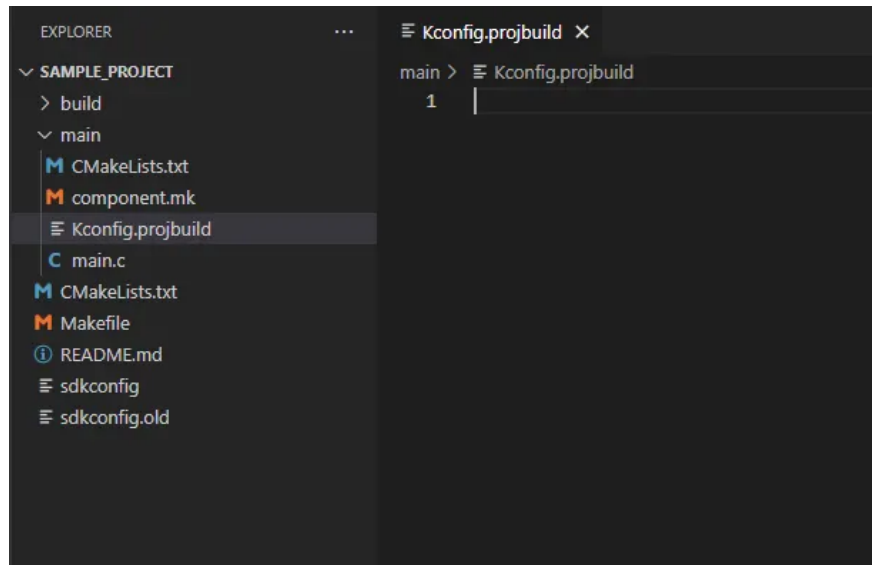 EXPLORER ...
SAMPLE_PROJECT
build
main
CMakeLists.txt
component.mk
Kconfig.projbuild
main.c
CMakeLists.txt
Makefile
README.md
sdkconfig
sdkconfig.old
Kconfig.projbuild
main > Kconfig.projbuild
1